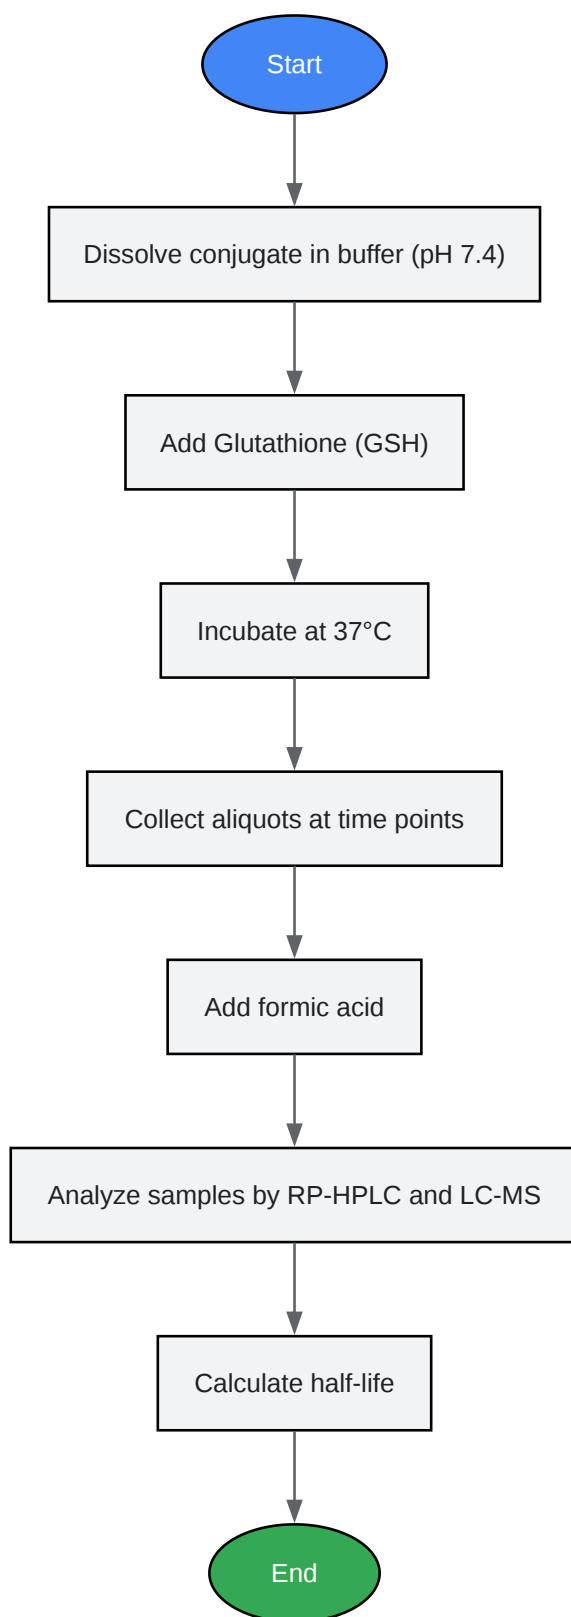 Start
Dissolve conjugate in buffer (pH 7.4)
Add Glutathione (GSH)
Incubate at 37°C
Collect aliquots at time points
Add formic acid
Analyze samples by RP-HPLC and LC-MS
Calculate half-life
End